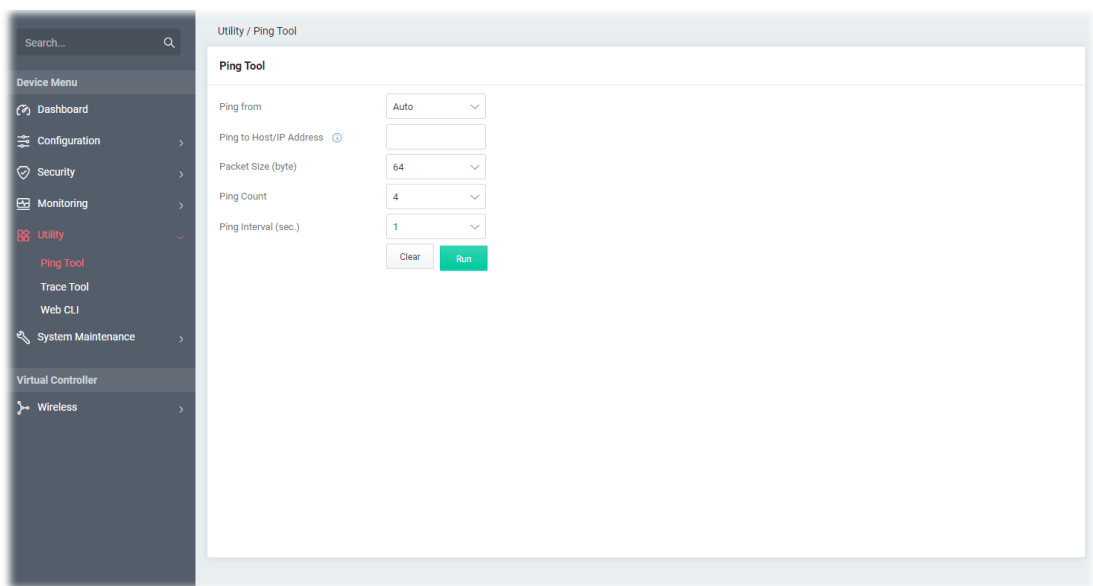 Search...
Device Menu
Dashboard
Configuration
Security
Monitoring
Utility
Ping Tool
Trace Tool
Web CLI
System Maintenance
Virtual Controller
Wireless
Utility / Ping Tool
Ping Tool
Ping from Auto
Ping to Host/IP Address
Packet Size (byte) 64
Ping Count 4
Ping Interval (sec.) 1
Clear Run